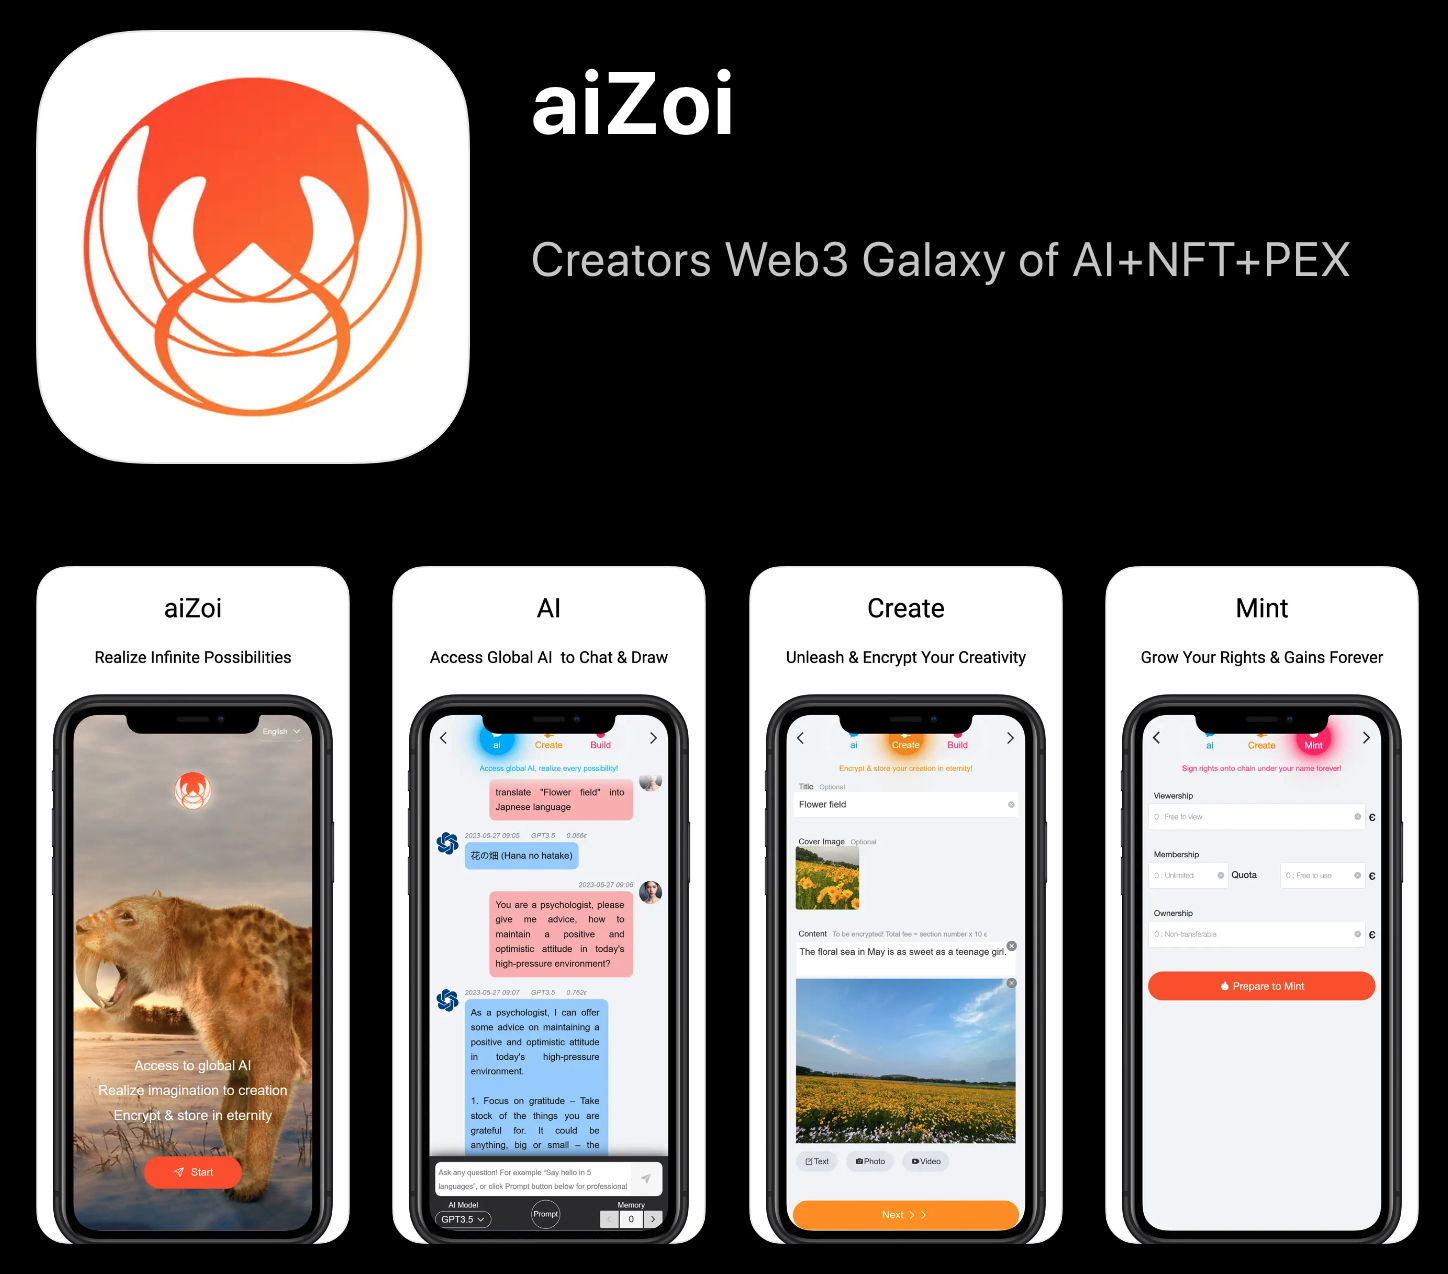 aiZoi
Creators Web3 Galaxy of AI+NFT+PEX
aiZoi
Realize Infinite Possibilities
English
Access to global AI
Realize imagination to creation
Encrypt & store in eternity
Start
AI
Access Global AI to Chat & Draw
ai
Create
Build
Access global AI, realize every possibility!
translate "Flower field" into
Japnese language
2023-05-27 09:05 GPT3.5 0.066є
花の畑 (Hana no hatake)
2023-05-27 09:06
You are a psychologist, please
give me advice, how to
maintain a positive and
optimistic attitude in today's
high-pressure environment?
2023-05-27 09:07 GPT3.5 0.762є
As a psychologist, I can offer
some advice on maintaining a
positive and optimistic attitude
in today's high-pressure
environment.
1. Focus on gratitude – Take
stock of the things you are
grateful for. It could be
anything, big or small – the
Ask any question! For example "Say hello in 5
languages", or click Prompt button below for professional
AI Model
GPT3.5
Prompt
Memory
0
Create
Unleash & Encrypt Your Creativity
ai
Create
Build
Encrypt & store your creation in eternity!
Title Optional
Flower field
Cover Image Optional
Content To be encrypted! Total fee = section number x 10 є
The floral sea in May is as sweet as a teenage girl.
Text
Photo
Video
Next
Mint
Grow Your Rights & Gains Forever
ai
Create
Mint
Sign rights onto chain under your name forever!
Viewership
0 : Free to view
є
Membership
0 : Unlimited
Quota
0 : Free to use
є
Ownership
0 : Non-transferable
є
Prepare to Mint